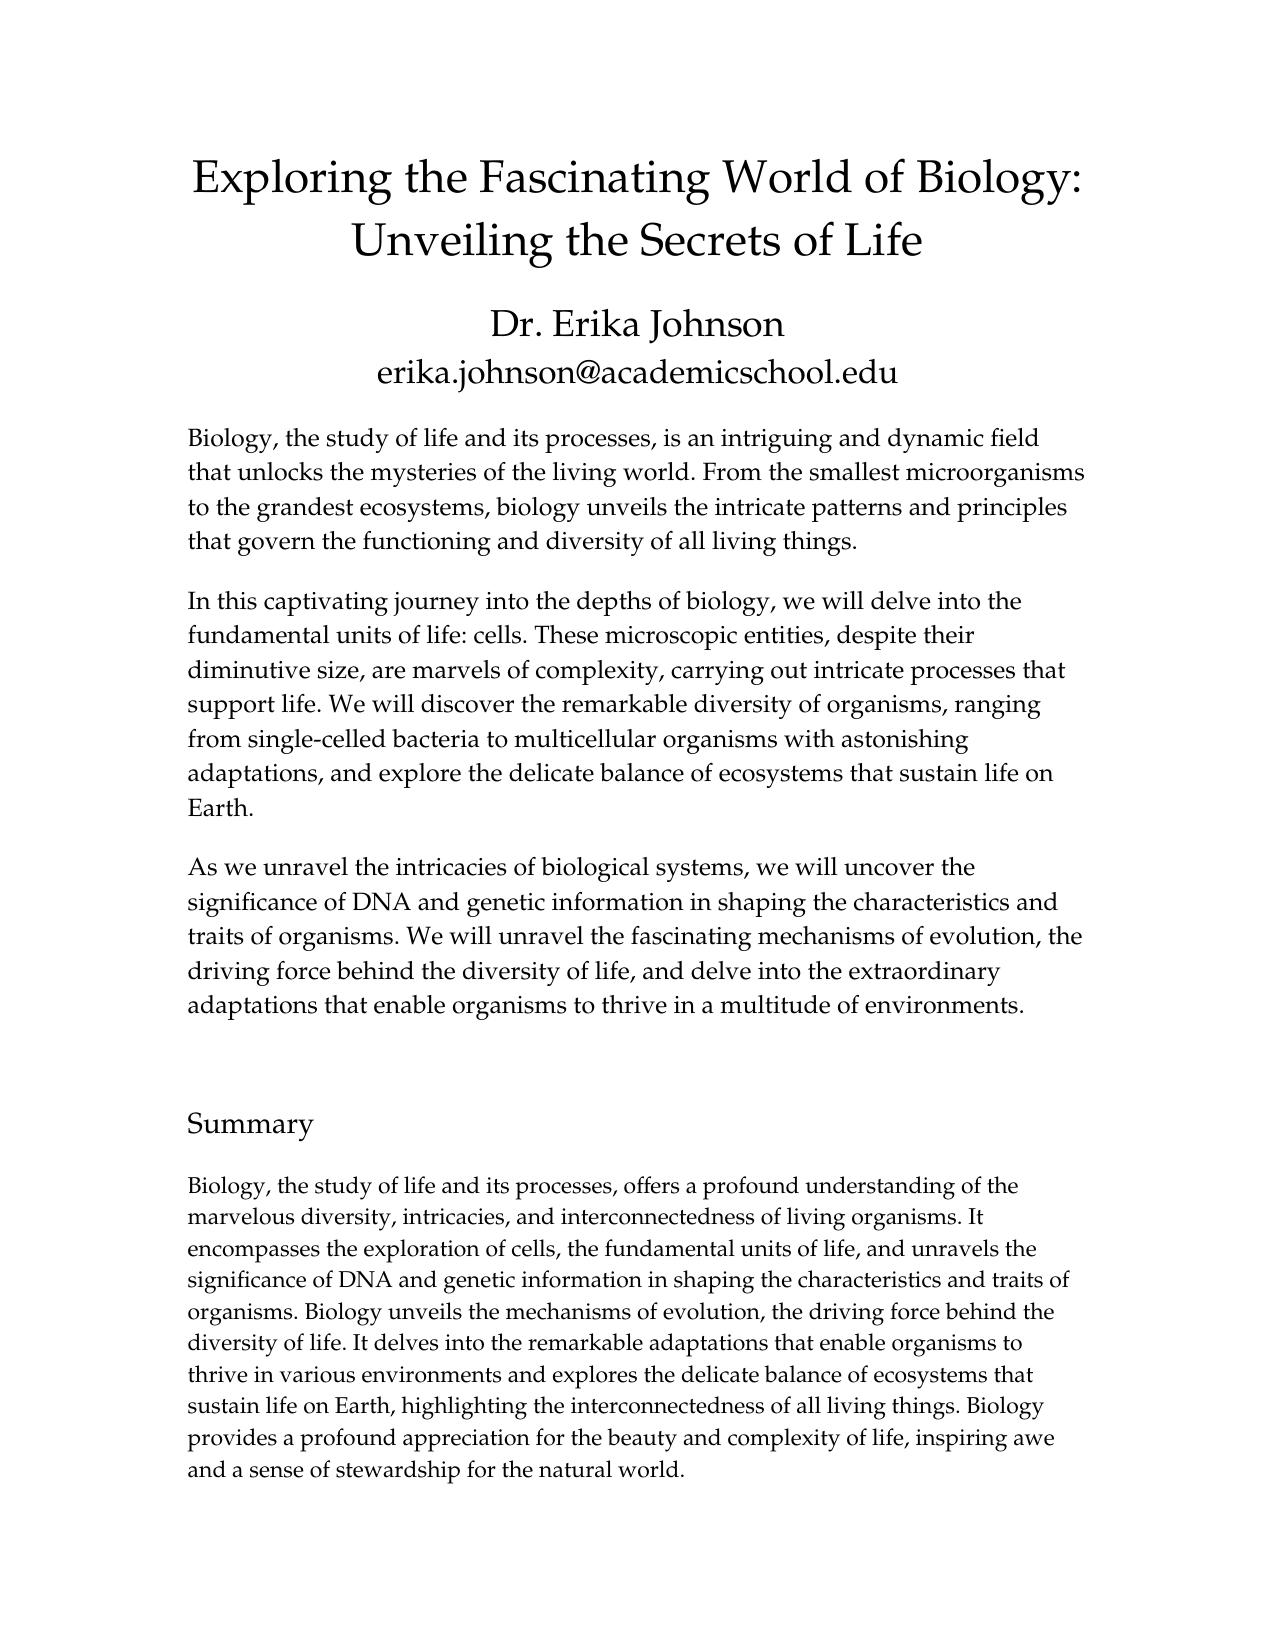 Exploring the Fascinating World of Biology:
Unveiling the Secrets of Life
Dr. Erika Johnson
erika.johnson@academicschool.edu
Biology, the study of life and its processes, is an intriguing and dynamic field
that unlocks the mysteries of the living world. From the smallest microorganisms
to the grandest ecosystems, biology unveils the intricate patterns and principles
that govern the functioning and diversity of all living things.
In this captivating journey into the depths of biology, we will delve into the
fundamental units of life: cells. These microscopic entities, despite their
diminutive size, are marvels of complexity, carrying out intricate processes that
support life. We will discover the remarkable diversity of organisms, ranging
from single-celled bacteria to multicellular organisms with astonishing
adaptations, and explore the delicate balance of ecosystems that sustain life on
Earth.
As we unravel the intricacies of biological systems, we will uncover the
significance of DNA and genetic information in shaping the characteristics and
traits of organisms. We will unravel the fascinating mechanisms of evolution, the
driving force behind the diversity of life, and delve into the extraordinary
adaptations that enable organisms to thrive in a multitude of environments.
Summary
Biology, the study of life and its processes, offers a profound understanding of the
marvelous diversity, intricacies, and interconnectedness of living organisms. It
encompasses the exploration of cells, the fundamental units of life, and unravels the
significance of DNA and genetic information in shaping the characteristics and traits of
organisms. Biology unveils the mechanisms of evolution, the driving force behind the
diversity of life. It delves into the remarkable adaptations that enable organisms to
thrive in various environments and explores the delicate balance of ecosystems that
sustain life on Earth, highlighting the interconnectedness of all living things. Biology
provides a profound appreciation for the beauty and complexity of life, inspiring awe
and a sense of stewardship for the natural world.